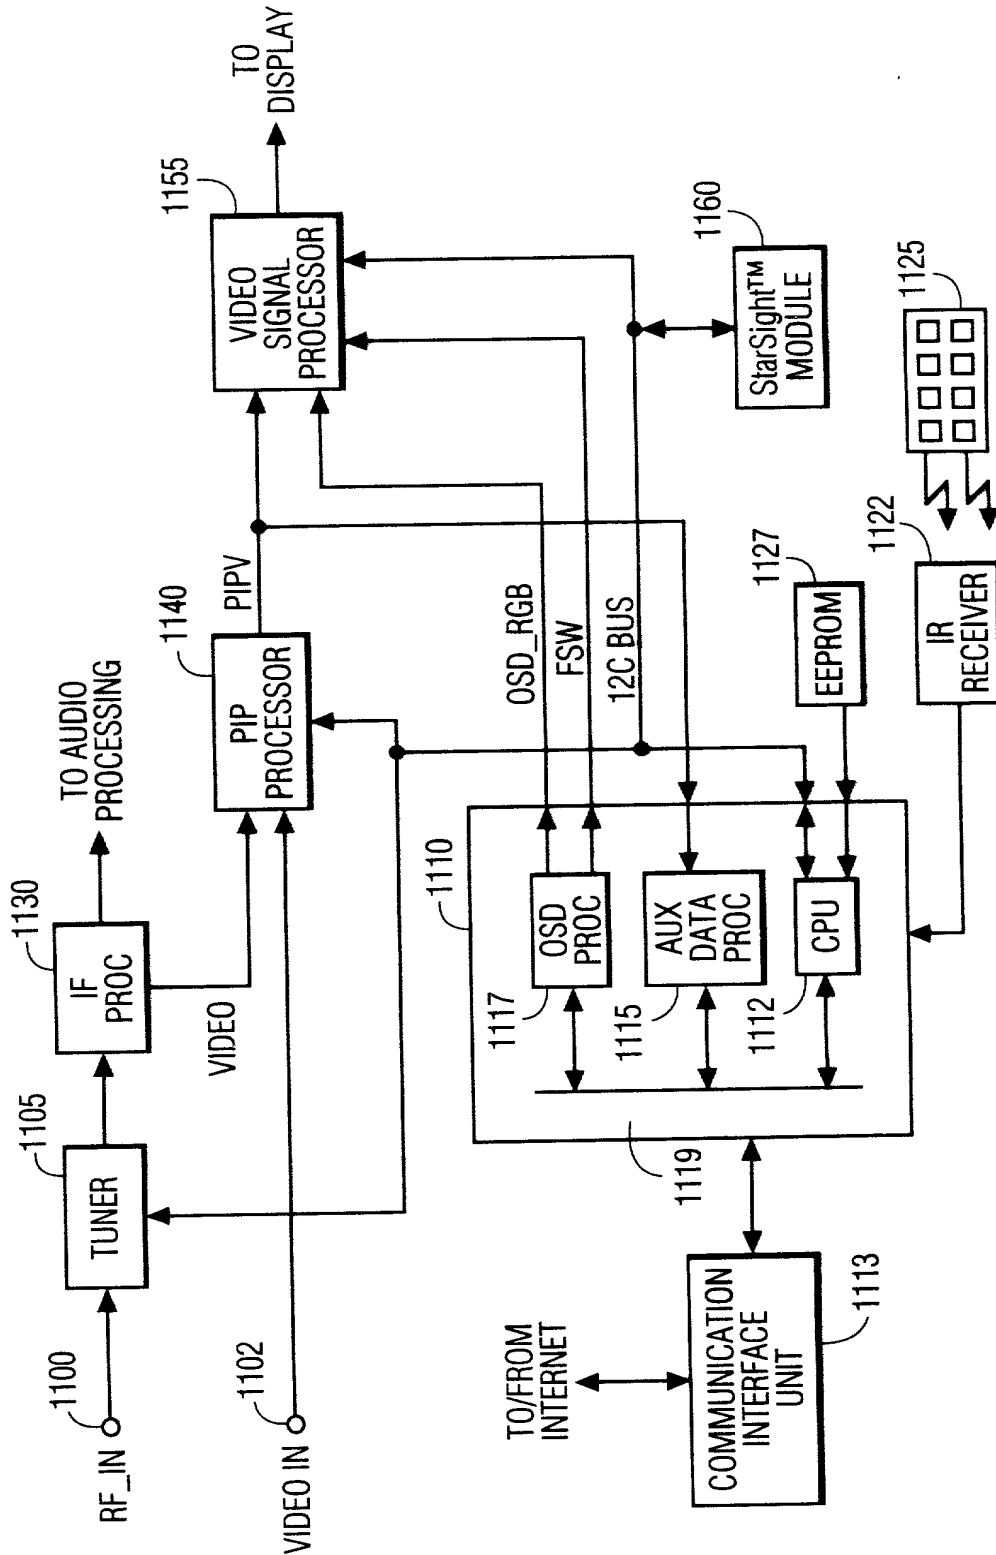 RF_IN
1100
TUNER
1105
IF
PROC
1130
TO AUDIO
PROCESSING
VIDEO
VIDEO IN
1102
PIP
PROCESSOR
1140
PIPV
VIDEO
SIGNAL
PROCESSOR
1155
TO
DISPLAY
OSD_RGB
FSW
12C BUS
1110
OSD
PROC
1117
AUX
DATA
PROC
1115
CPU
1112
1119
TO/FROM
INTERNET
COMMUNICATION
INTERFACE
UNIT
1113
EEPROM
1127
StarSight™
MODULE
1160
IR
RECEIVER
1122
1125